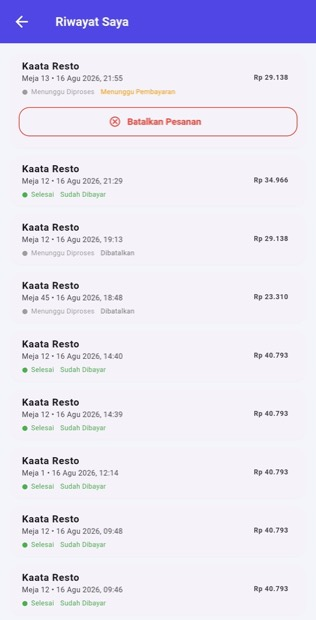 Riwayat Saya
Kaata Resto
Meja 13 • 16 Agu 2026, 21:55
Rp 29.138
Menunggu Diproses Menunggu Pembayaran
Batalkan Pesanan
Kaata Resto
Meja 12 • 16 Agu 2026, 21:29
Rp 34.966
Selesai Sudah Dibayar
Kaata Resto
Meja 12 • 16 Agu 2026, 19:13
Rp 29.138
Menunggu Diproses Dibatalkan
Kaata Resto
Meja 45 • 16 Agu 2026, 18:48
Rp 23.310
Menunggu Diproses Dibatalkan
Kaata Resto
Meja 12 • 16 Agu 2026, 14:40
Rp 40.793
Selesai Sudah Dibayar
Kaata Resto
Meja 12 • 16 Agu 2026, 14:39
Rp 40.793
Selesai Sudah Dibayar
Kaata Resto
Meja 1 • 16 Agu 2026, 12:14
Rp 40.793
Selesai Sudah Dibayar
Kaata Resto
Meja 12 • 16 Agu 2026, 09:48
Rp 40.793
Selesai Sudah Dibayar
Kaata Resto
Meja 12 • 16 Agu 2026, 09:46
Rp 40.793
Selesai Sudah Dibayar